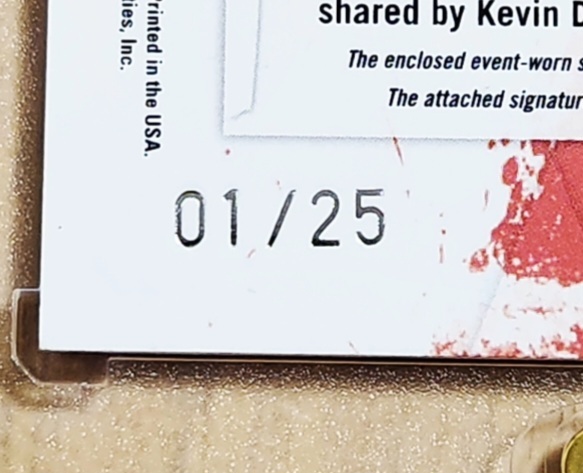 shared by Kevin
The enclosed event-worn
The attached
Printed in the USA.
Inc.
01/25